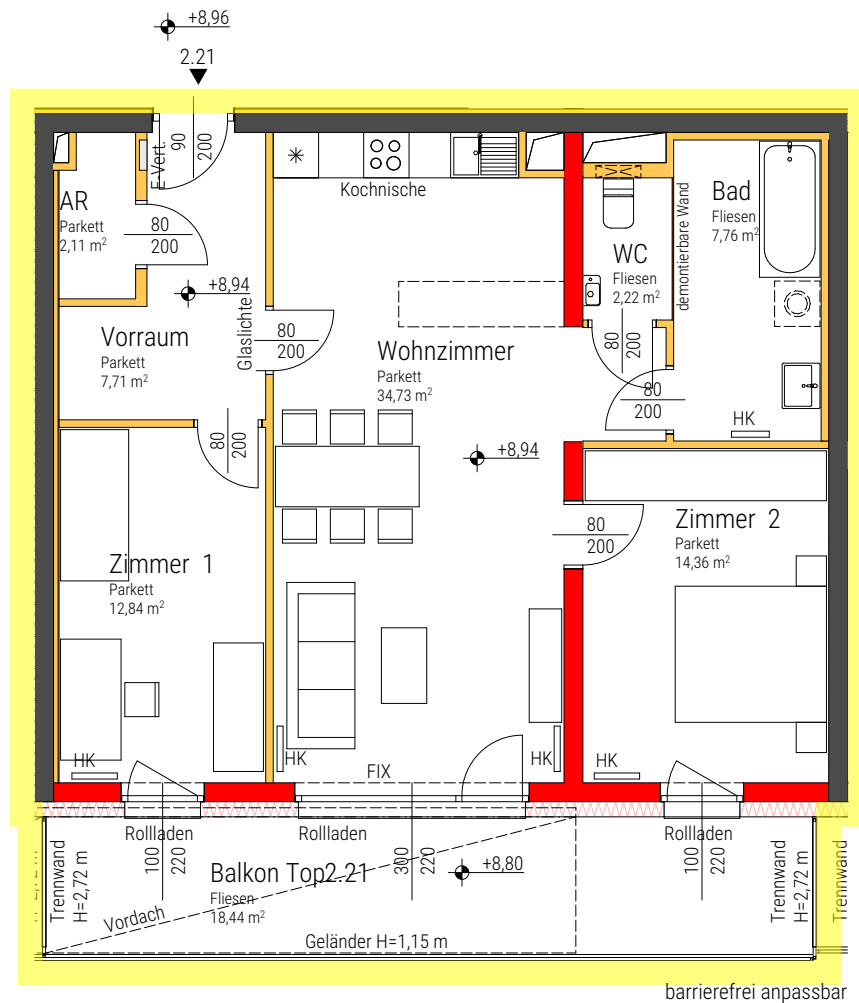 +8,96
2.21
E-Vert.
90
200
AR
Parkett
2,11 m²
80
200
+8,94
Vorraum
Parkett
7,71 m²
Glaslichte
80
200
80
200
Kochnische
Wohnzimmer
Parkett
34,73 m²
+8,94
WC
Fliesen
2,22 m²
demontierbare Wand
Bad
Fliesen
7,76 m²
80
200
80
200
HK
Zimmer 1
Parkett
12,84 m²
80
200
Zimmer 2
Parkett
14,36 m²
HK
HK
FIX
HK
HK
Rollladen
Rollladen
Rollladen
100
220
300
220
100
220
Trennwand
H=2,72 m
Balkon Top2.21
Fliesen
18,44 m²
+8,80
Vordach
Geländer H=1,15 m
Trennwand
H=2,72 m
Trennwand
barrierefrei anpassbar